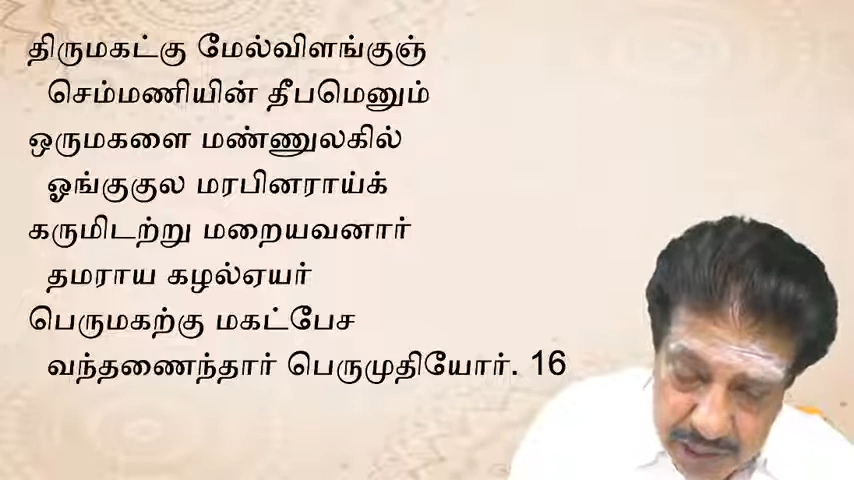 திருமகட்கு மேல்விளங்குஞ்
செம்மணியின் தீபமெனும்
ஒருமகளை மண்ணுலகில்
ஓங்குகுல மரபினராய்க்
கருமிடற்று மறையவனார்
தமராய கழல்ஏயர்
பெருமகற்கு மகட்பேச
வந்தணைந்தார் பெருமுதியோர். 16